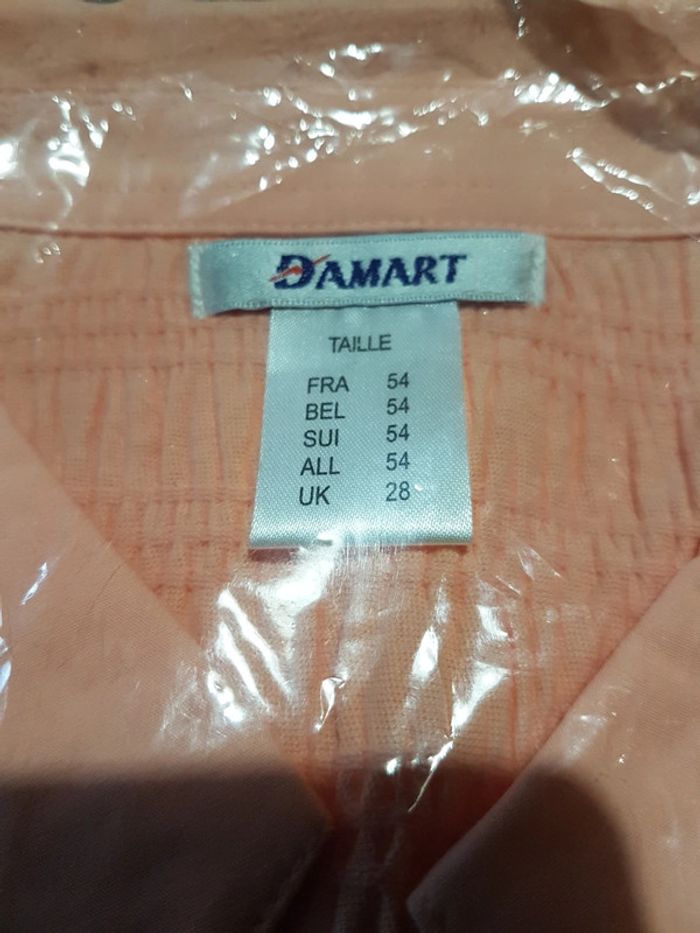 DAMART
TAILLE
FRA 54
BEL 54
SUI 54
ALL 54
UK 28